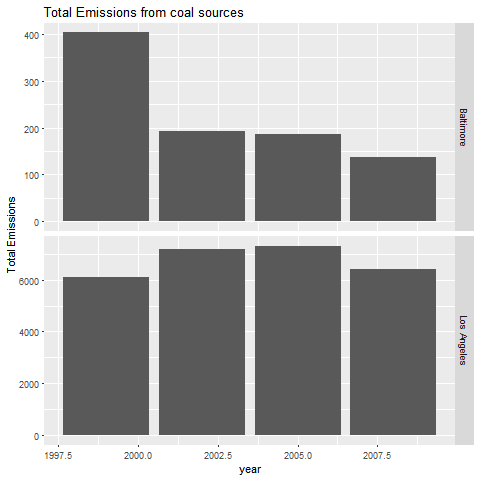 Total Emissions from coal sources
400
300
200
100
0
Baltimore
Total Emissions
6000
4000
2000
0
Los Angeles
1997.5 2000.0 2002.5 2005.0 2007.5
year